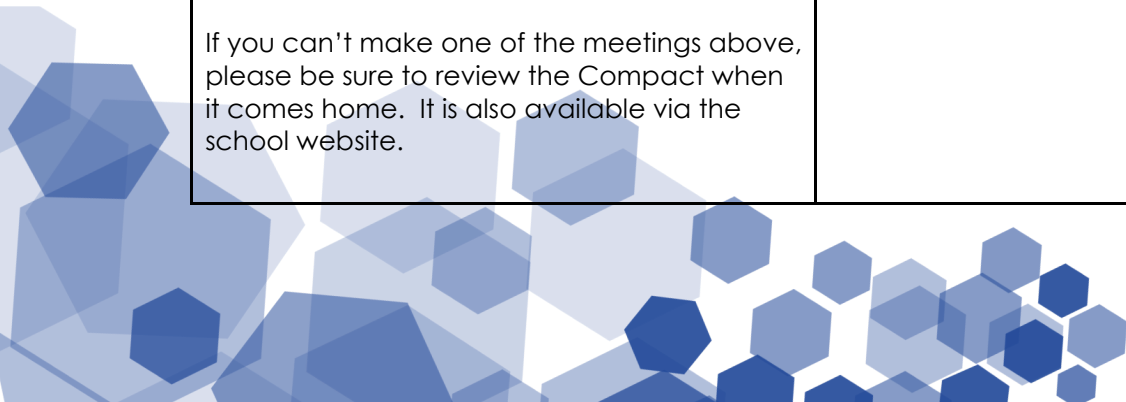 If you can't make one of the meetings above,
please be sure to review the Compact when
it comes home.  It is also available via the
school website.